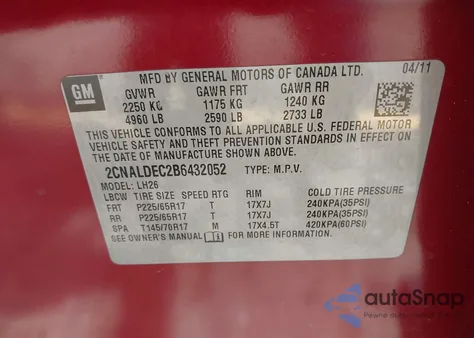 MFD BY GENERAL MOTORS OF CANADA LTD. 04/11
GM
GVWR GAWR FRT GAWR RR
2250 KG 1175 KG 1240 KG
4960 LB 2590 LB 2733 LB
THIS VEHICLE CONFORMS TO ALL APPLICABLE U.S. FEDERAL MOTOR
VEHICLE SAFETY AND THEFT PREVENTION STANDARDS IN EFFECT ON
THE DATE OF MANUFACTURE SHOWN ABOVE.
2CNALDEC2B6432052 TYPE: M.P.V.
MODEL: LH26
LBCW TIRE SIZE SPEED RTG RIM COLD TIRE PRESSURE
FRT P225/65R17 T 17X7J 240KPA(35PSI)
RR P225/65R17 T 17X7J 240KPA(35PSI)
SPA T145/70R17 M 17X4.5T 420KPA(60PSI)
SEE OWNER'S MANUAL FOR MORE INFORMATION.
autoSnap
Pewne auto